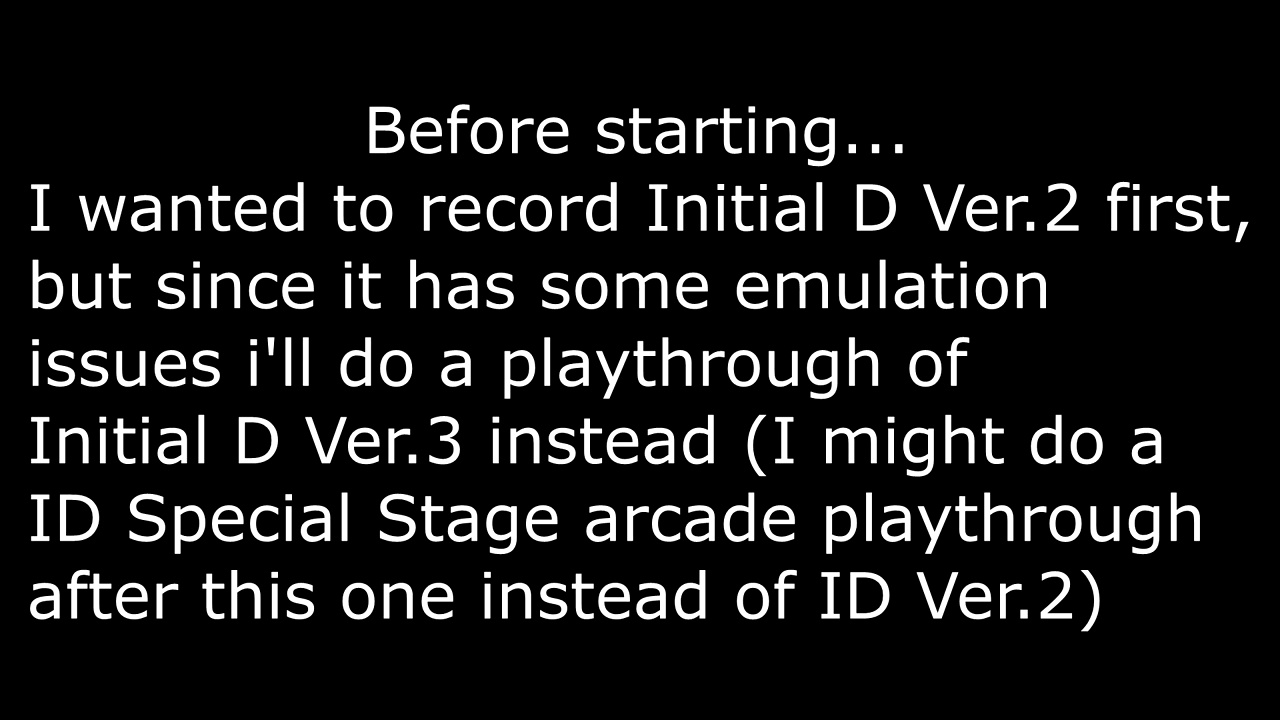 Before starting...
I wanted to record Initial D Ver.2 first,
but since it has some emulation
issues i'll do a playthrough of
Initial D Ver.3 instead (I might do a
ID Special Stage arcade playthrough
after this one instead of ID Ver.2)